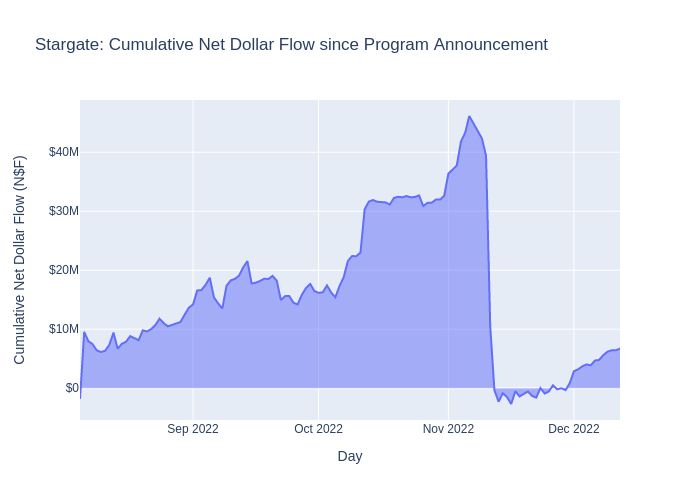 Stargate: Cumulative Net Dollar Flow since Program Announcement
Cumulative Net Dollar Flow (N$F)
$40M
$30M
$20M
$10M
$0
Sep 2022
Oct 2022
Nov 2022
Dec 2022
Day